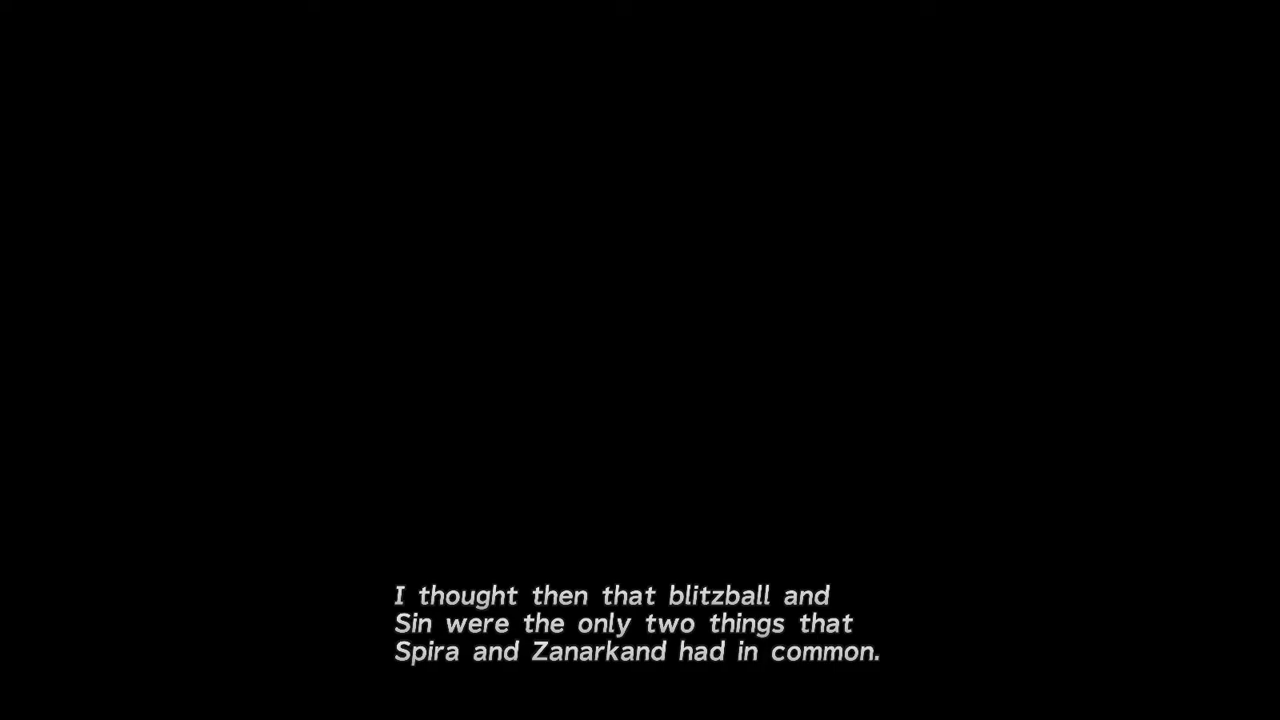 I thought then that blitzball and
Sin were the only two things that
Spira and Zanarkand had in common.